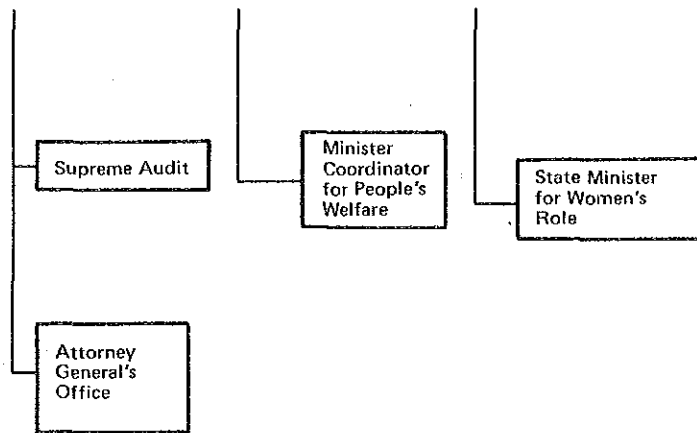 Supreme Audit
Minister
Coordinator
for People's
Welfare
State Minister
for Women's
Role
Attorney
General's
Office